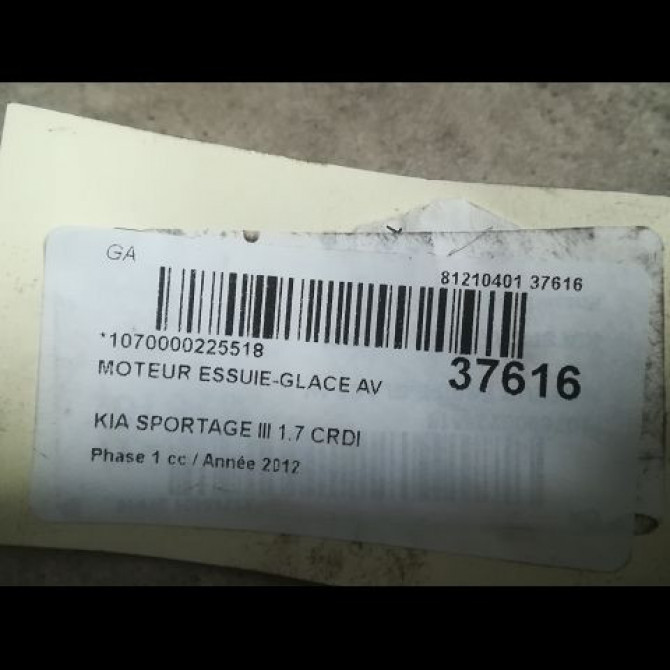 GA
81210401 37616
*1070000225518
37616
MOTEUR ESSUIE-GLACE AV
KIA SPORTAGE III 1.7 CRDI
Phase 1 cc / Année 2012